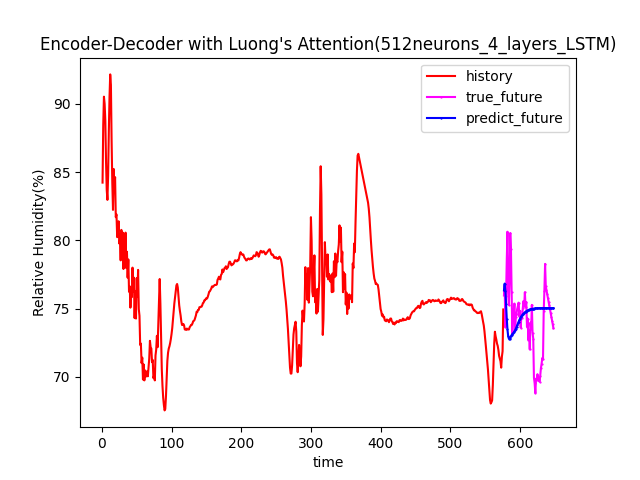 Encoder-Decoder with Luong's Attention(512neurons_4_layers_LSTM)
history
true_future
predict_future
Relative Humidity(%)
90
85
80
75
70
0 100 200 300 400 500 600
time